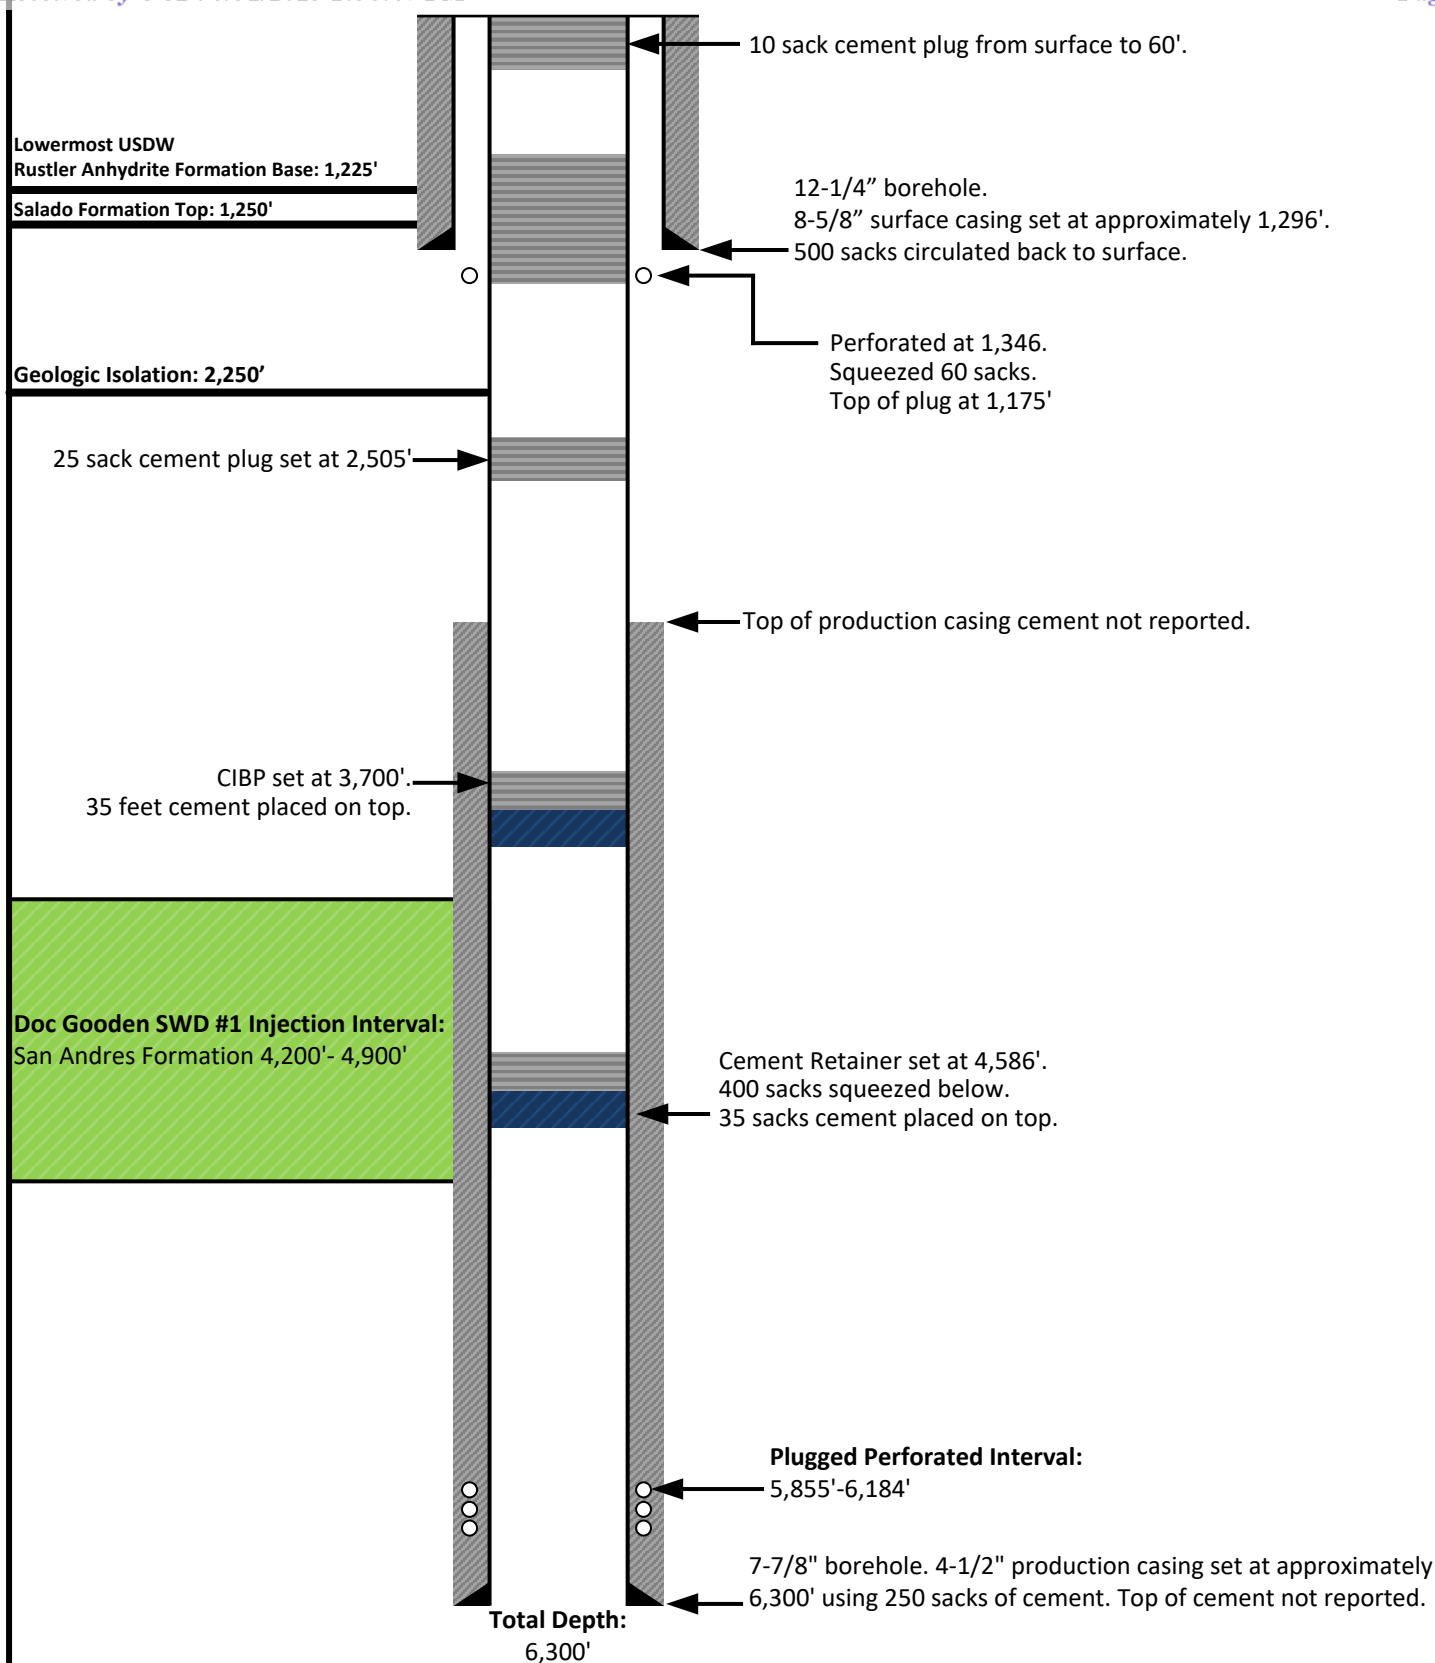 10 sack cement plug from surface to 60'.
Lowermost USDW
Rustler Anhydrite Formation Base: 1,225'
Salado Formation Top: 1,250'
12-1/4” borehole.
8-5/8” surface casing set at approximately 1,296’.
500 sacks circulated back to surface.
Perforated at 1,346.
Squeezed 60 sacks.
Top of plug at 1,175'
Geologic Isolation: 2,250’
25 sack cement plug set at 2,505'
Top of production casing cement not reported.
CIBP set at 3,700'.
35 feet cement placed on top.
Doc Gooden SWD #1 Injection Interval:
San Andres Formation 4,200'- 4,900'
Cement Retainer set at 4,586'.
400 sacks squeezed below.
35 sacks cement placed on top.
Plugged Perforated Interval:
5,855'-6,184'
7-7/8" borehole. 4-1/2" production casing set at approximately
6,300' using 250 sacks of cement. Top of cement not reported.
Total Depth:
6,300'